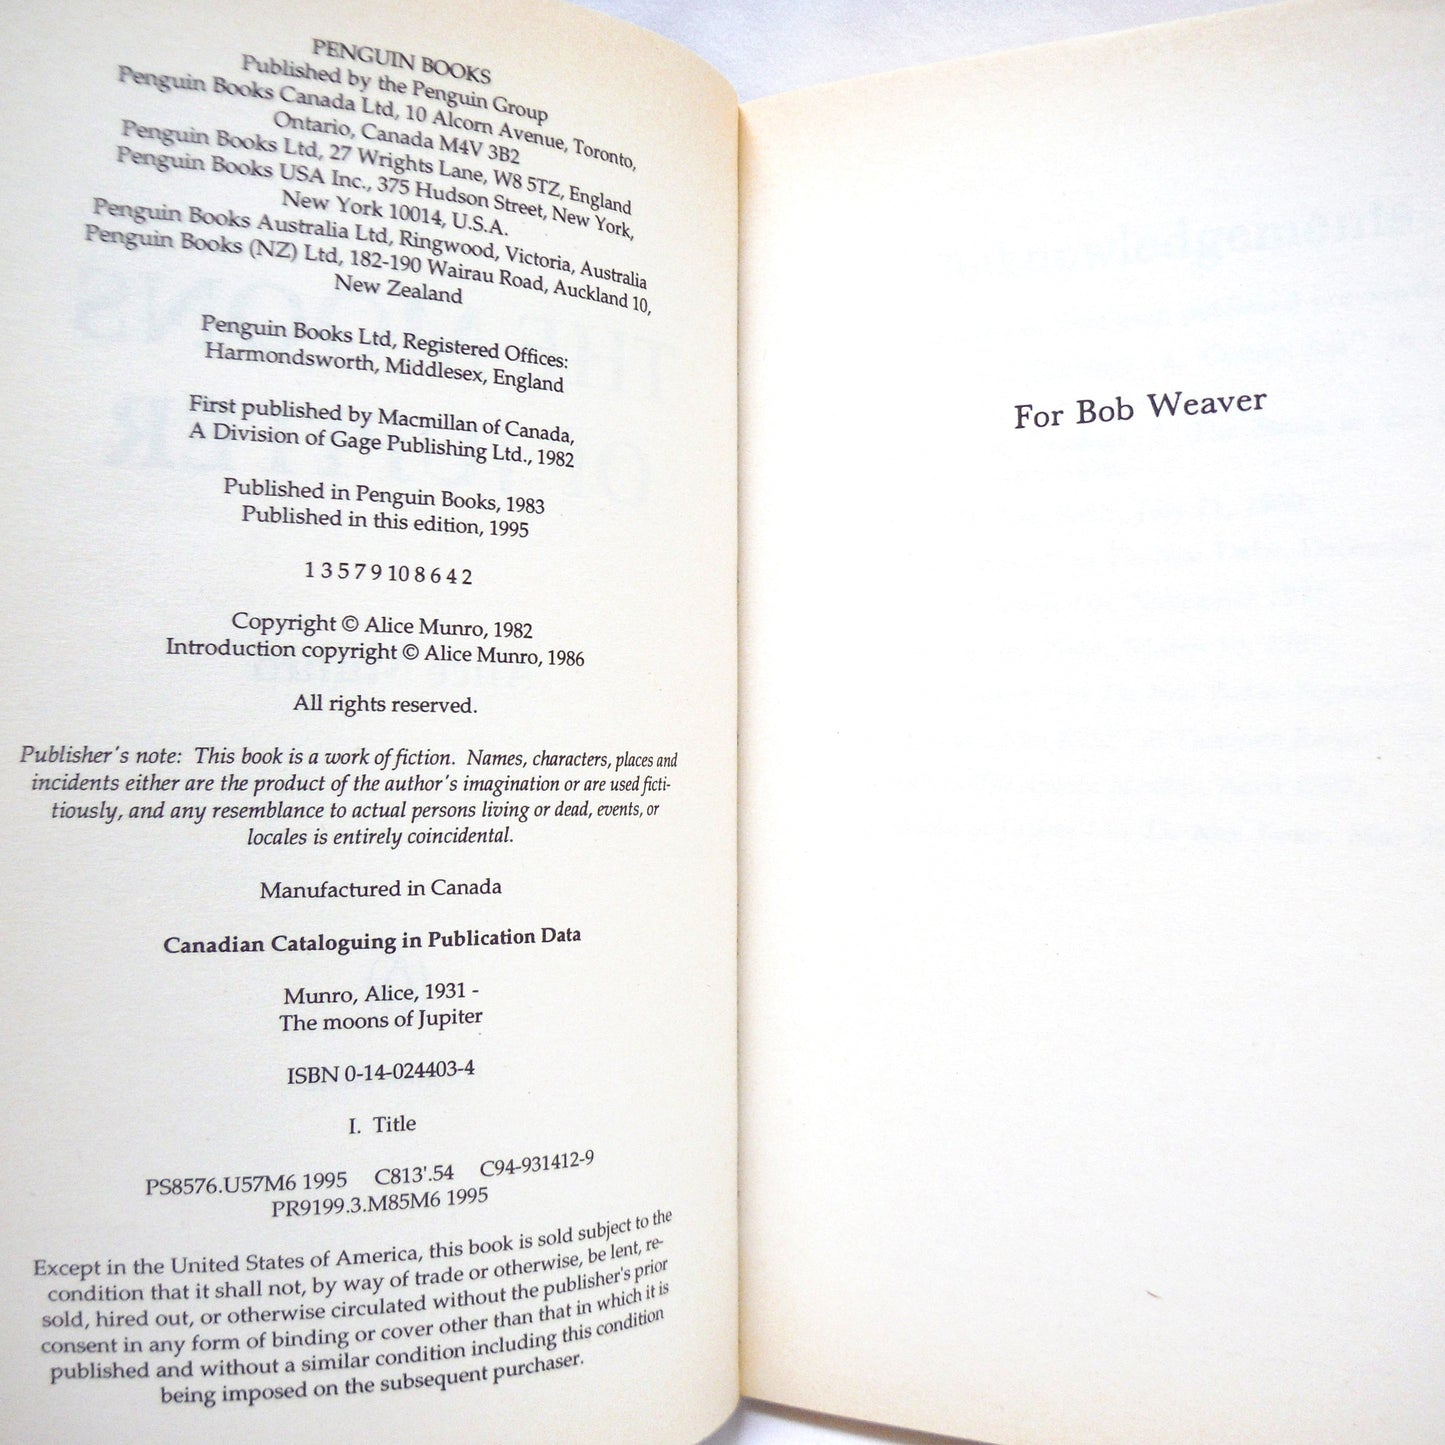 PENGUIN BOOKS
Published by the Penguin Group
Penguin Books Canada Ltd, 10 Alcorn Avenue, Toronto,
Ontario, Canada M4V 3B2
Penguin Books Ltd, 27 Wrights Lane, W8 5TZ, England
Penguin Books USA Inc., 375 Hudson Street, New York,
New York 10014, U.S.A.
Penguin Books Australia Ltd, Ringwood, Victoria, Australia
Penguin Books (NZ) Ltd, 182-190 Wairau Road, Auckland 10,
New Zealand
Penguin Books Ltd, Registered Offices:
Harmondsworth, Middlesex, England
First published by Macmillan of Canada,
A Division of Gage Publishing Ltd., 1982
Published in Penguin Books, 1983
Published in this edition, 1995
1 3 5 7 9 10 8 6 4 2
Copyright © Alice Munro, 1982
Introduction copyright © Alice Munro, 1986
All rights reserved.
Publisher's note: This book is a work of fiction. Names, characters, places and
incidents either are the product of the author's imagination or are used ficti-
tiously, and any resemblance to actual persons living or dead, events, or
locales is entirely coincidental.
Manufactured in Canada
Canadian Cataloguing in Publication Data
Munro, Alice, 1931 -
The moons of Jupiter
ISBN 0-14-024403-4
I. Title
PS8576.U57M6 1995 C813'.54 C94-931412-9
PR9199.3.M85M6 1995
Except in the United States of America, this book is sold subject to the
condition that it shall not, by way of trade or otherwise, be lent, re-
sold, hired out, or otherwise circulated without the publisher's prior
consent in any form of binding or cover other than that in which it is
published and without a similar condition including this condition
being imposed on the subsequent purchaser.
For Bob Weaver